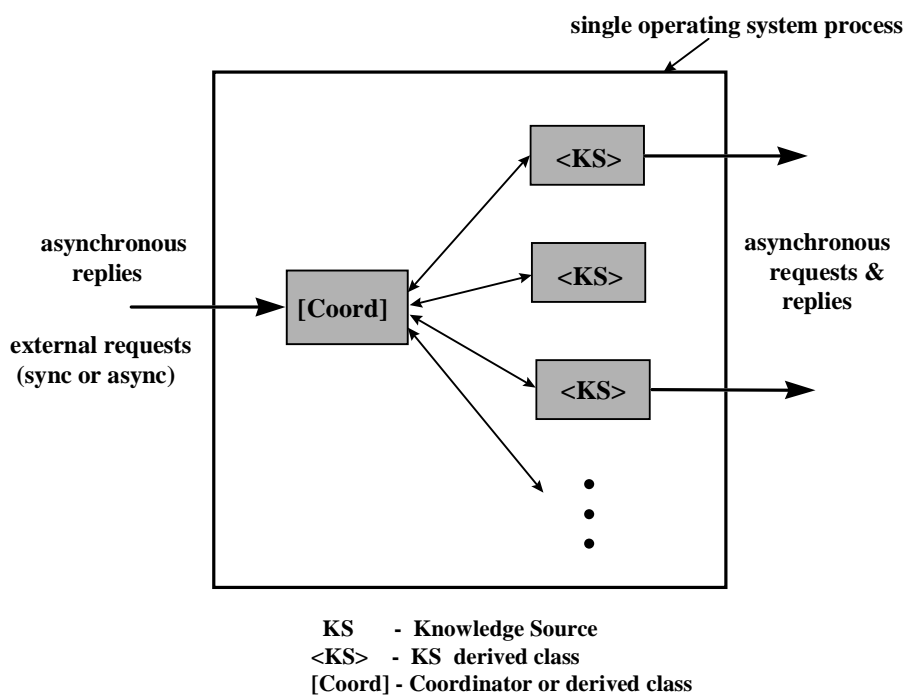 single operating system process
<KS>
asynchronous
replies
asynchronous
requests &
replies
<KS>
[Coord]
external requests
(sync or async)
<KS>
KS - Knowledge Source
<KS> - KS derived class
[Coord] - Coordinator or derived class